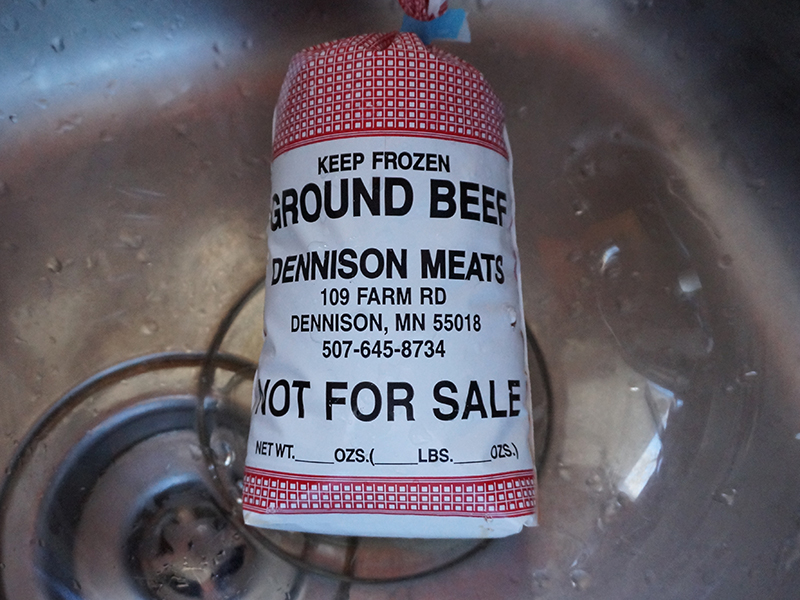 KEEP FROZEN
GROUND BEEF
DENNISON MEATS
109 FARM RD
DENNISON, MN 55018
507-645-8734
NOT FOR SALE
NET WT._____OZS.(_____LBS._____OZS.)